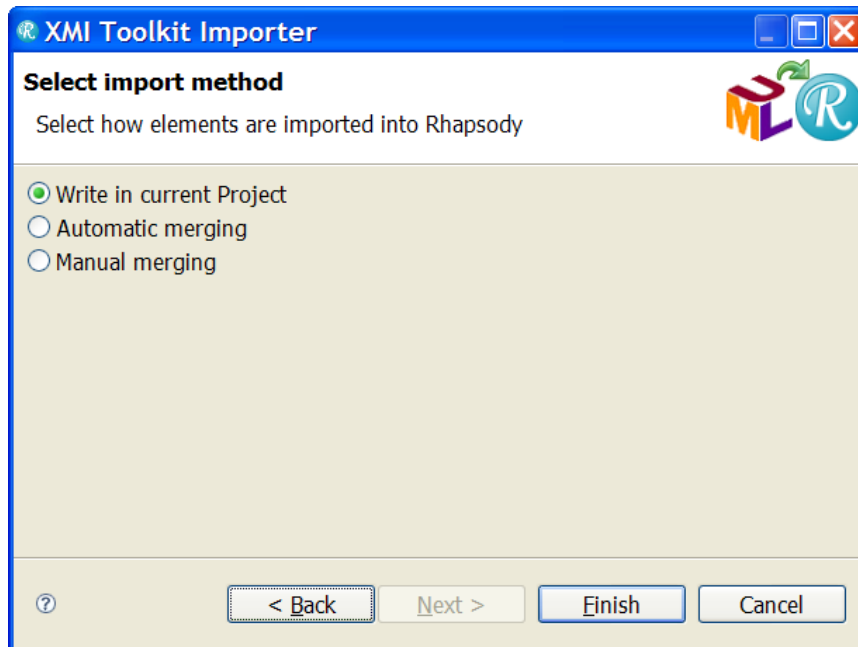 XMI Toolkit Importer
Select import method
Select how elements are imported into Rhapsody
UML R
Write in current Project
Automatic merging
Manual merging
? < Back Next > Finish Cancel